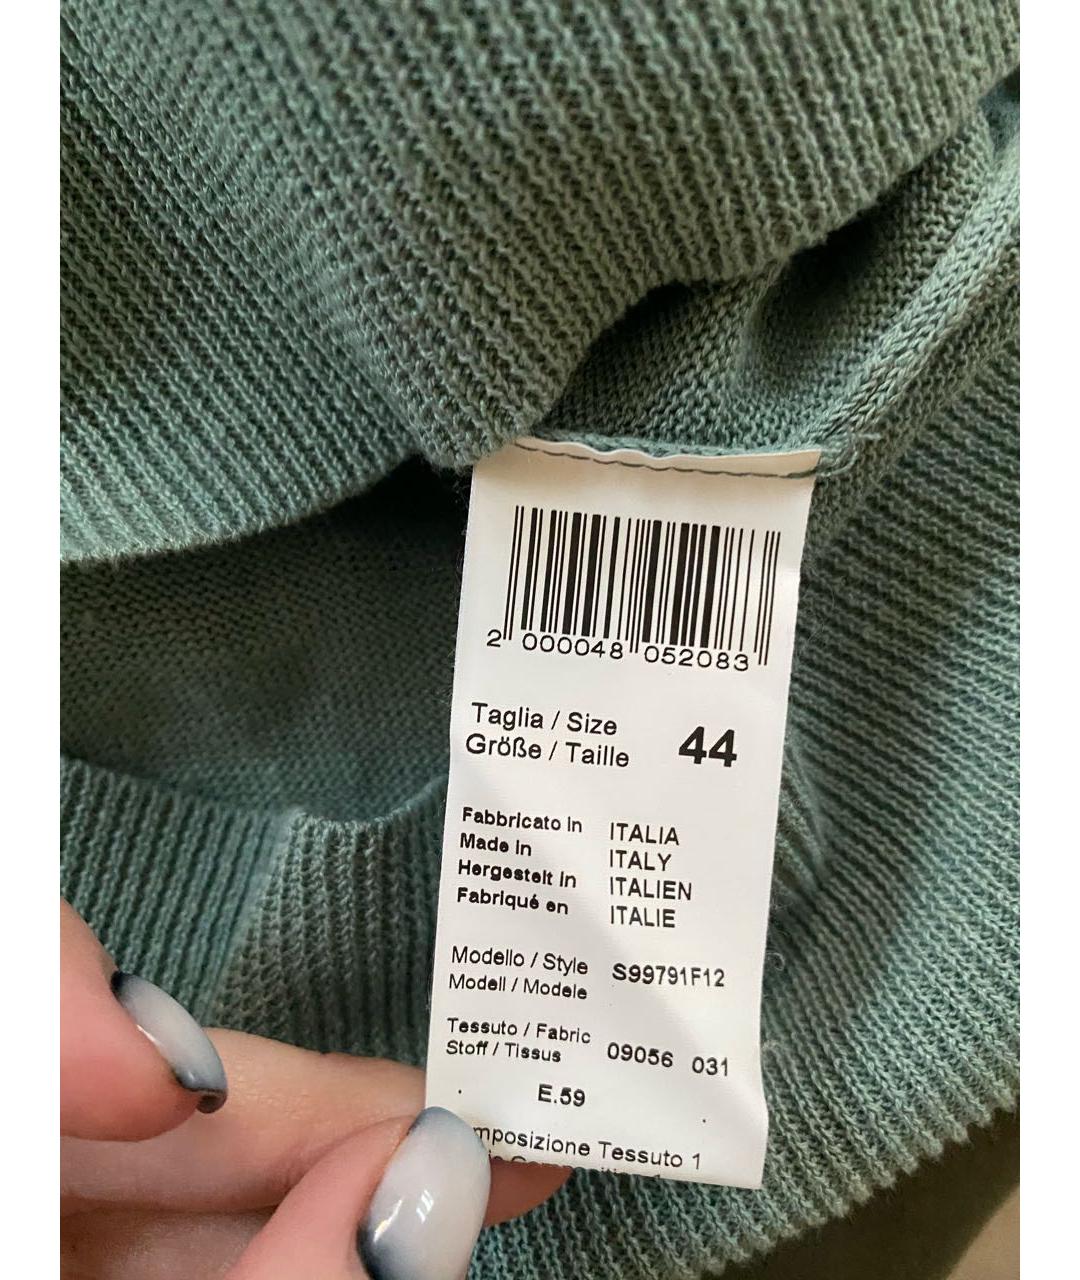 2 000048 052083
Taglia / Size
Größe / Taille 44
Fabbricato in ITALIA
Made in ITALY
Hergestelt in ITALIEN
Fabriqué en ITALIE
Modello / Style S99791F12
Modell / Modele
Tessuto / Fabric
Stoff / Tissus 09056 031
E.59
mposizione Tessuto 1